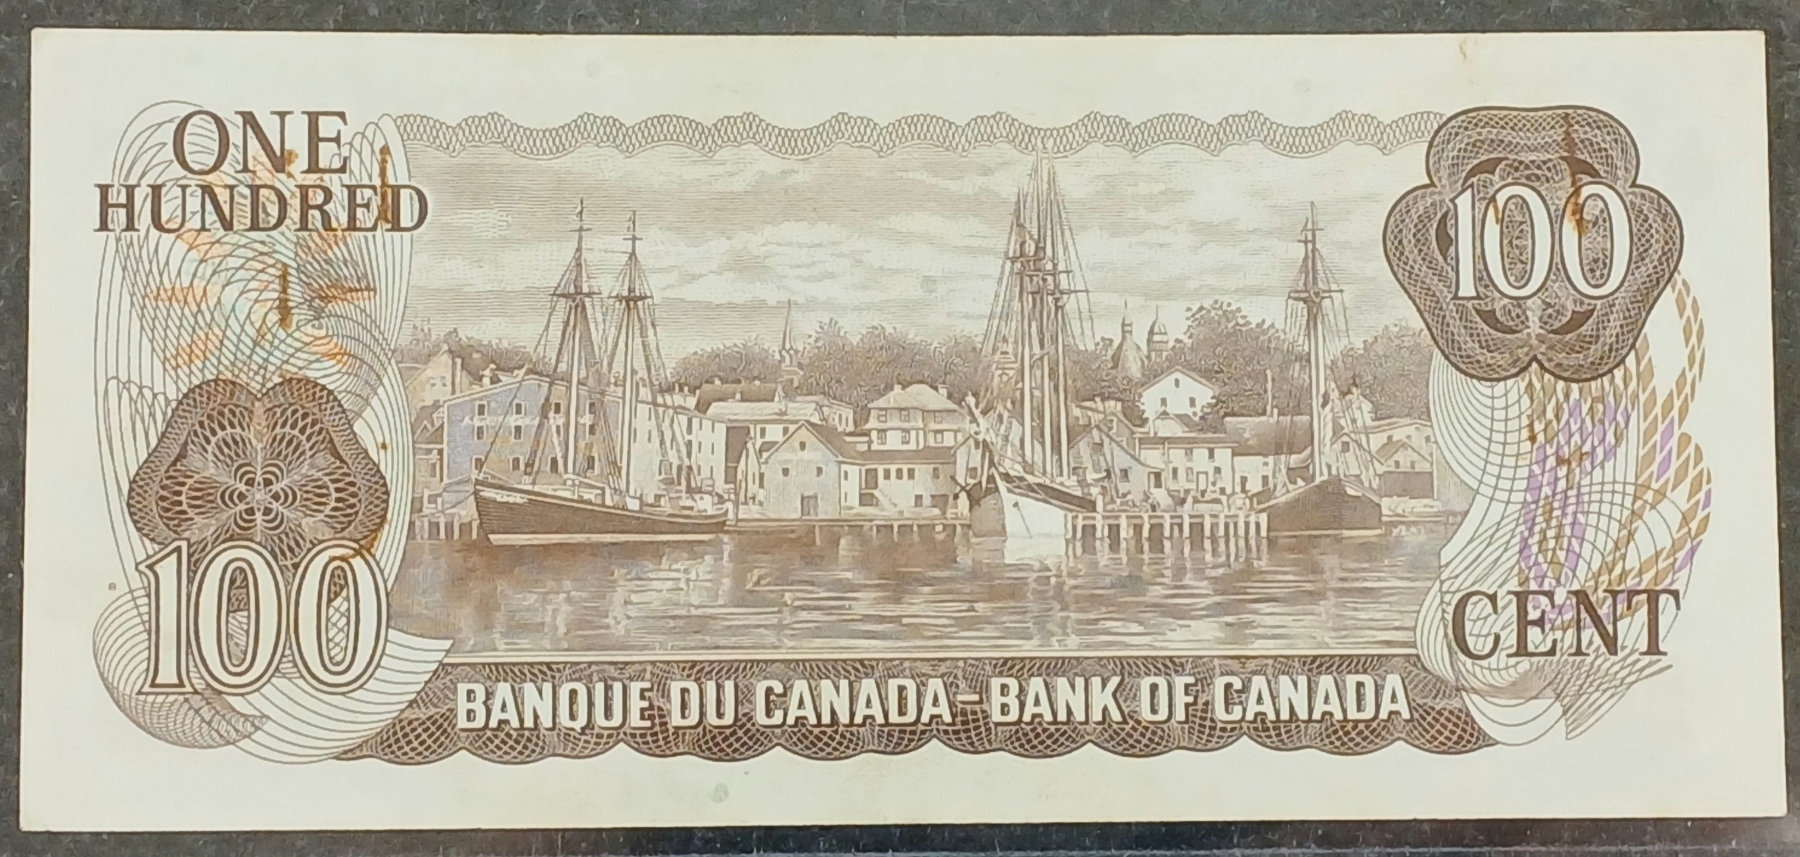 ONE
HUNDRED
100
100
CENT
BANQUE DU CANADA-BANK OF CANADA